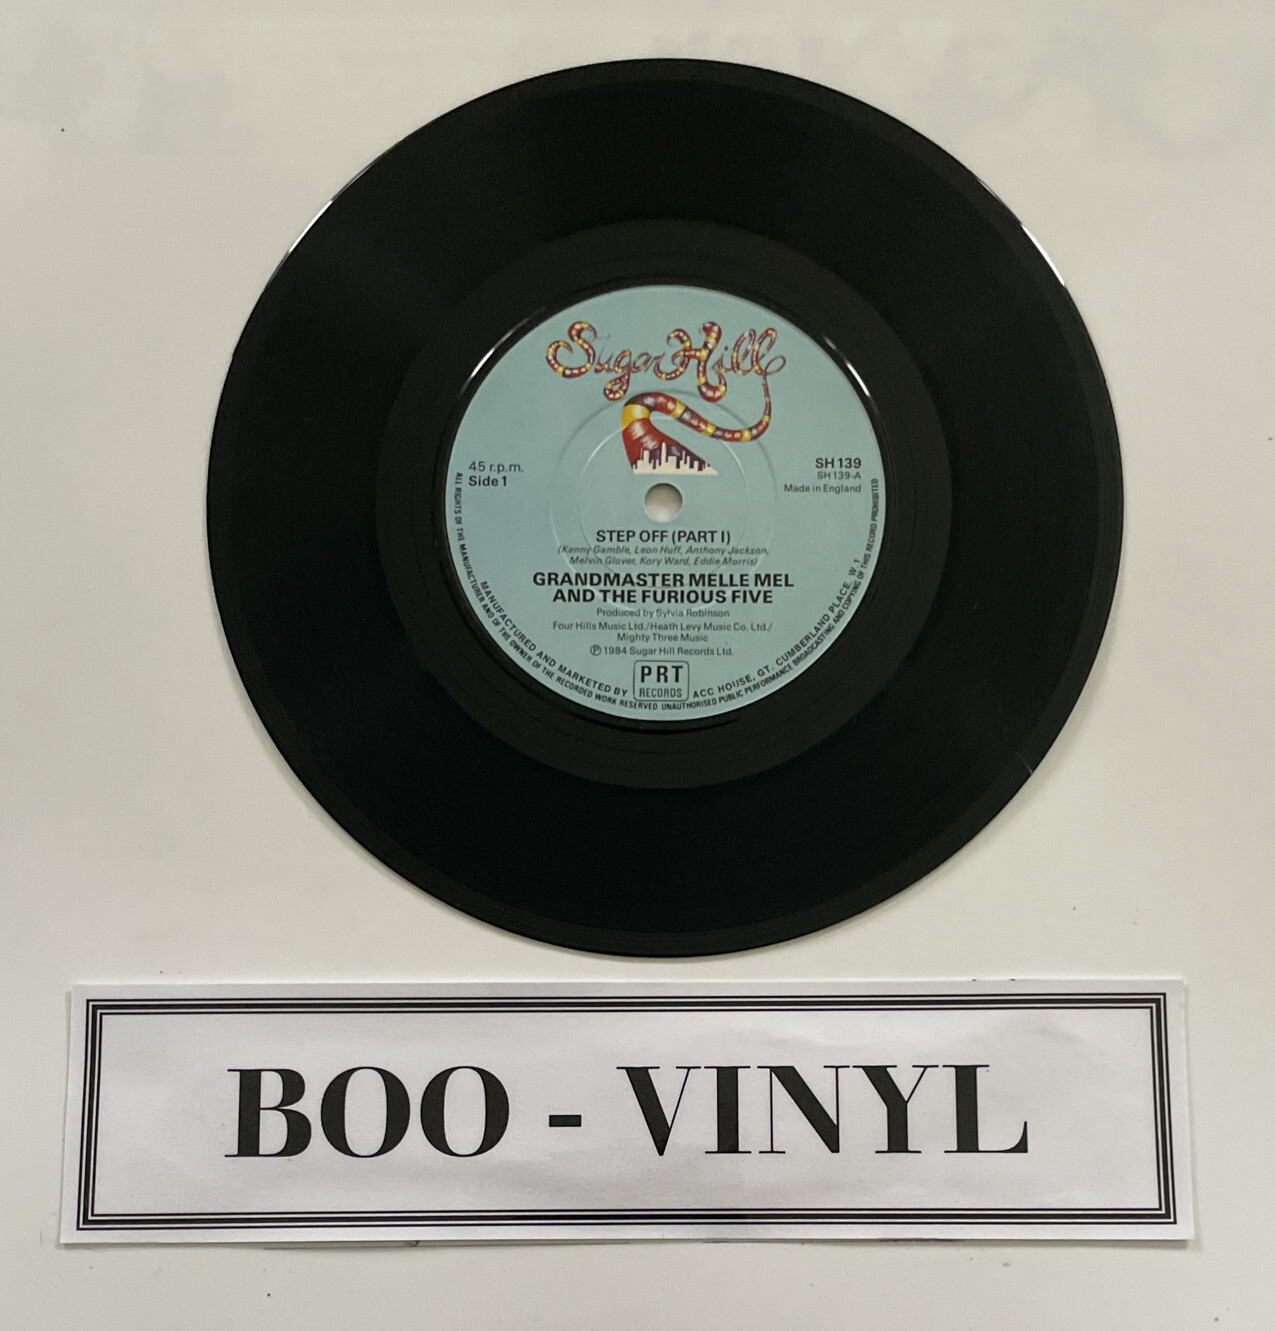 Sugar Hill
45 r.p.m.
Side 1
SH 139
SH 139-A
Made in England
STEP OFF (PART I)
(Kenny Gamble, Leon Huff, Anthony Jackson,
Melvin Glover, Kory Ward, Eddie Morris)
GRANDMASTER MELLE MEL
AND THE FURIOUS FIVE
Produced by Sylvia Robinson
Four Hills Music Ltd./Heath Levy Music Co. Ltd./
Mighty Three Music
℗ 1984 Sugar Hill Records Ltd.
PRT
RECORDS
MANUFACTURED AND MARKETED BY
ACC HOUSE, GT. CUMBERLAND PLACE, W.1
ALL RIGHTS OF THE MANUFACTURER AND OF THE OWNER OF THE RECORDED WORK RESERVED UNAUTHORISED PUBLIC PERFORMANCE BROADCASTING AND COPYING OF THIS RECORD PROHIBITED
BOO - VINYL